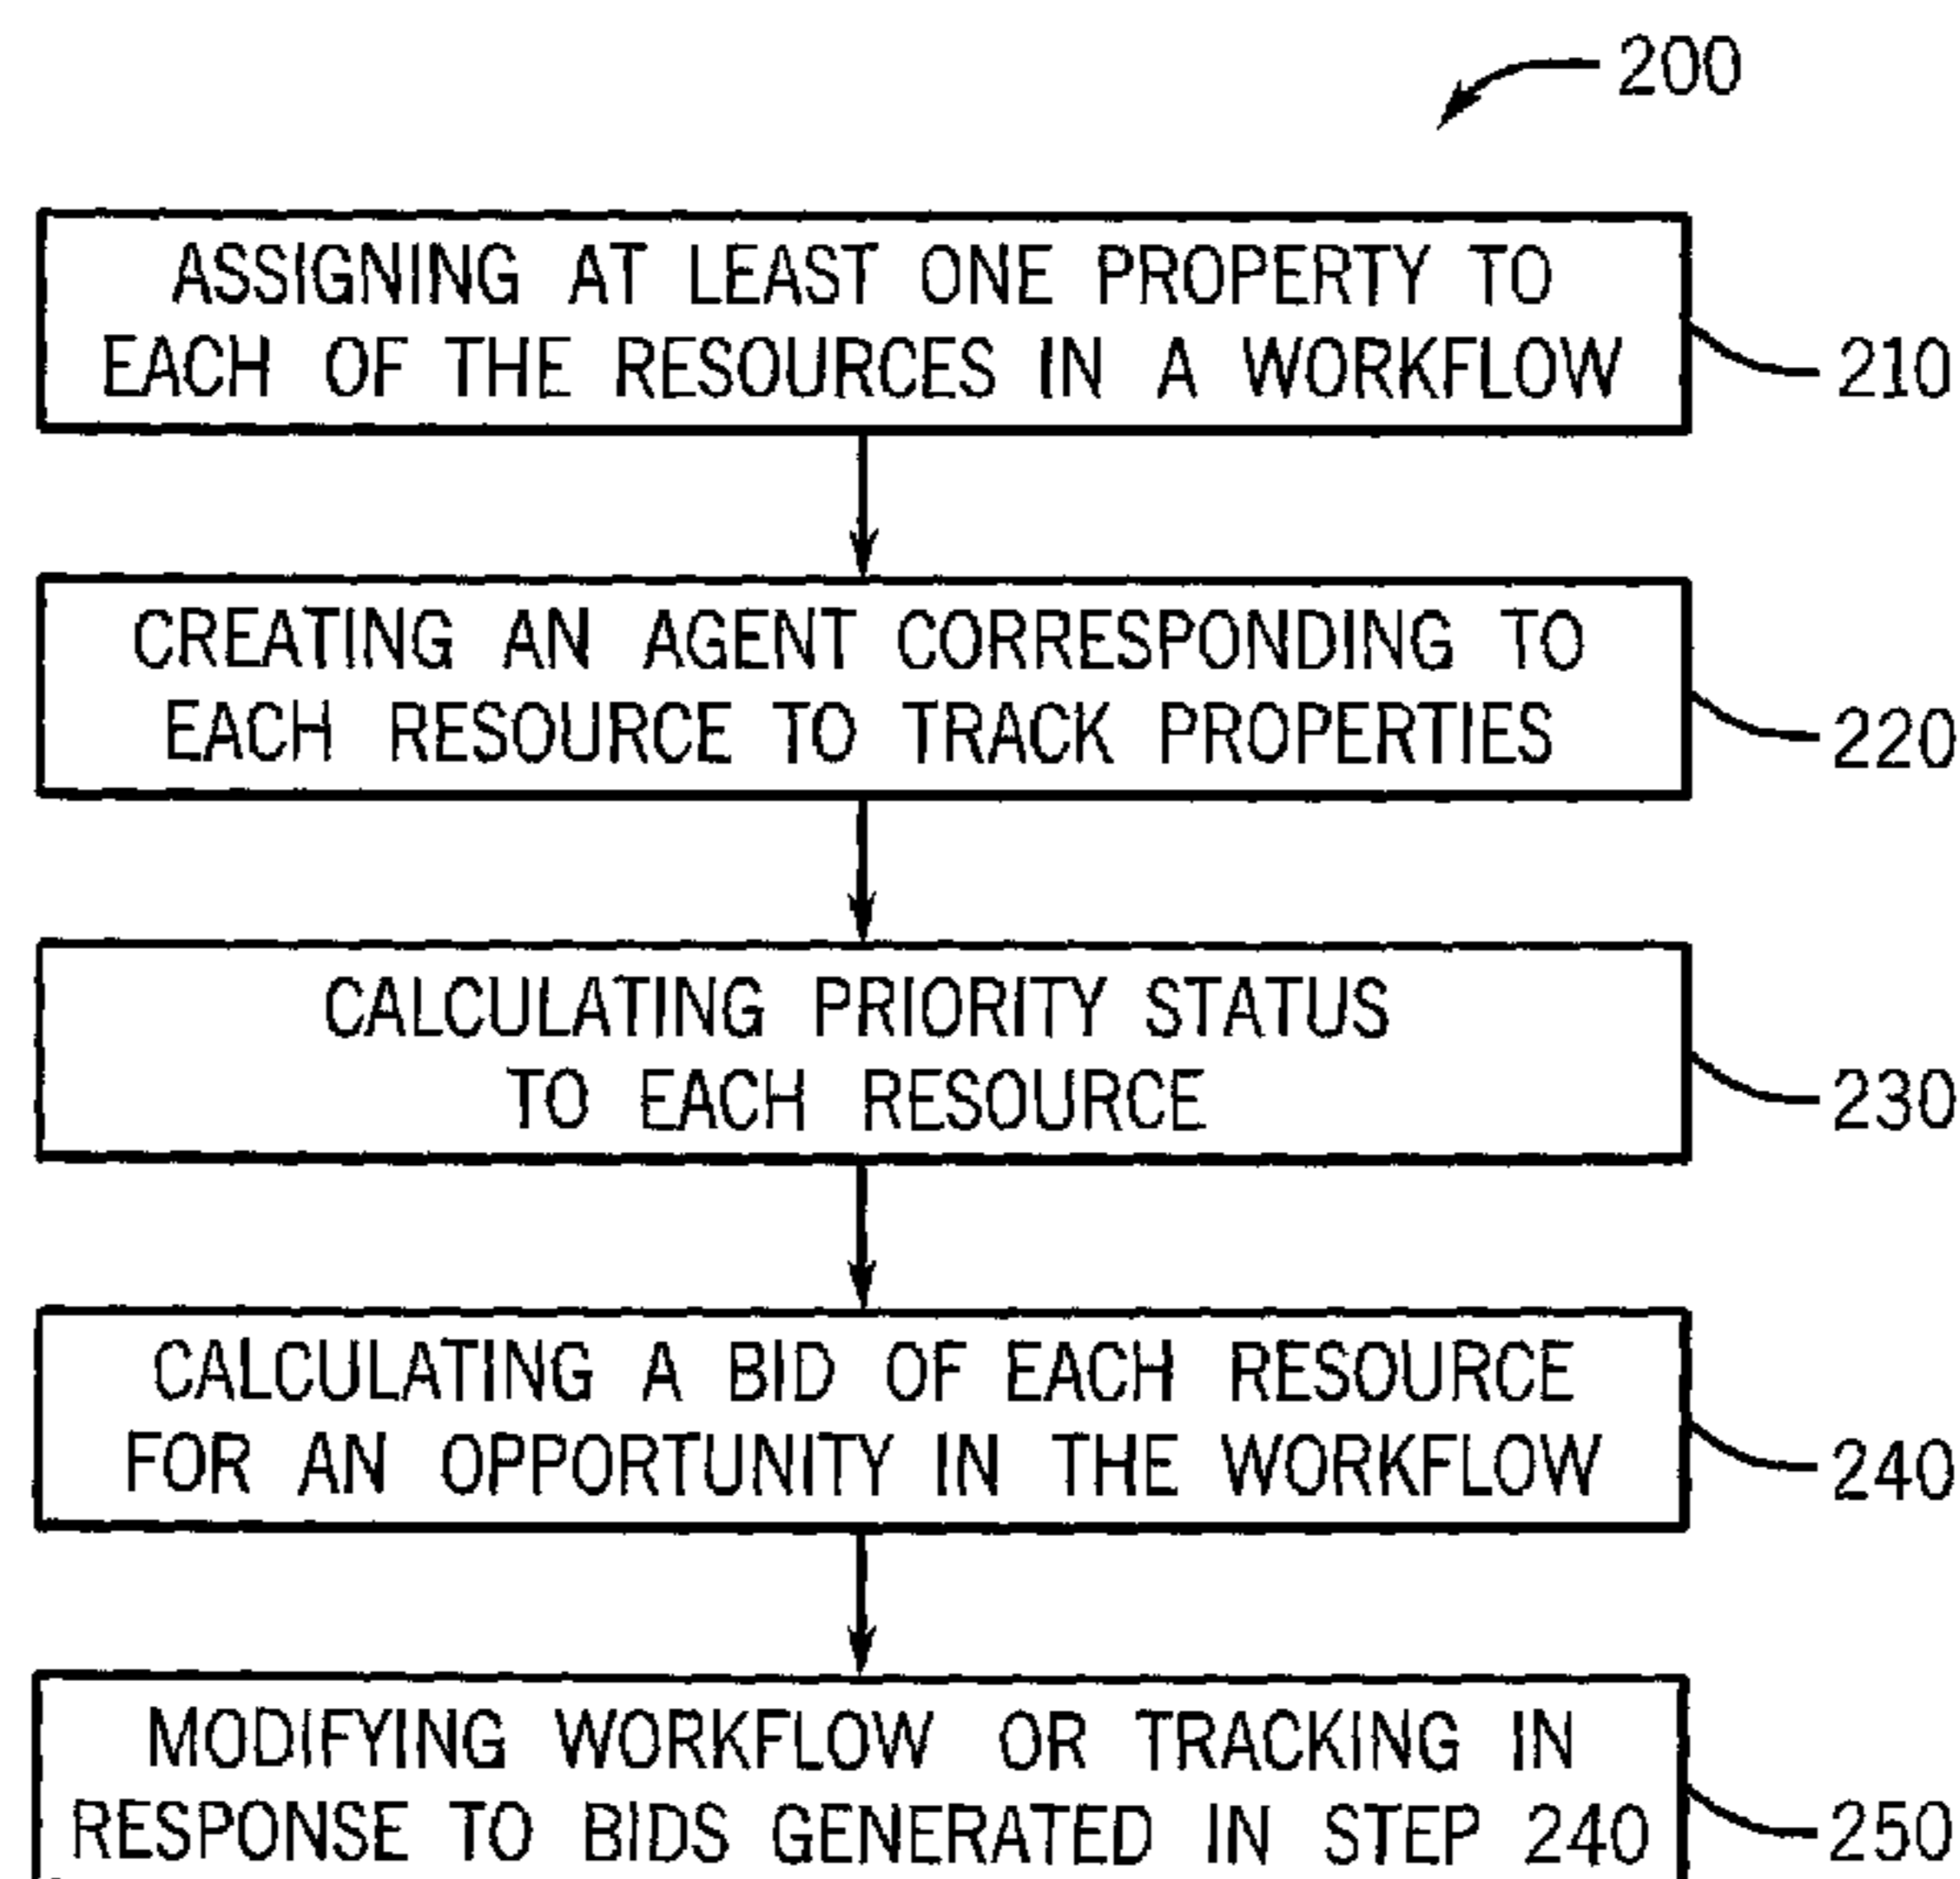 200
ASSIGNING AT LEAST ONE PROPERTY TO
EACH OF THE RESOURCES IN A WORKFLOW
210
CREATING AN AGENT CORRESPONDING TO
EACH RESOURCE TO TRACK PROPERTIES
220
CALCULATING PRIORITY STATUS
TO EACH RESOURCE
230
CALCULATING A BID OF EACH RESOURCE
FOR AN OPPORTUNITY IN THE WORKFLOW
240
MODIFYING WORKFLOW OR TRACKING IN
RESPONSE TO BIDS GENERATED IN STEP 240
250